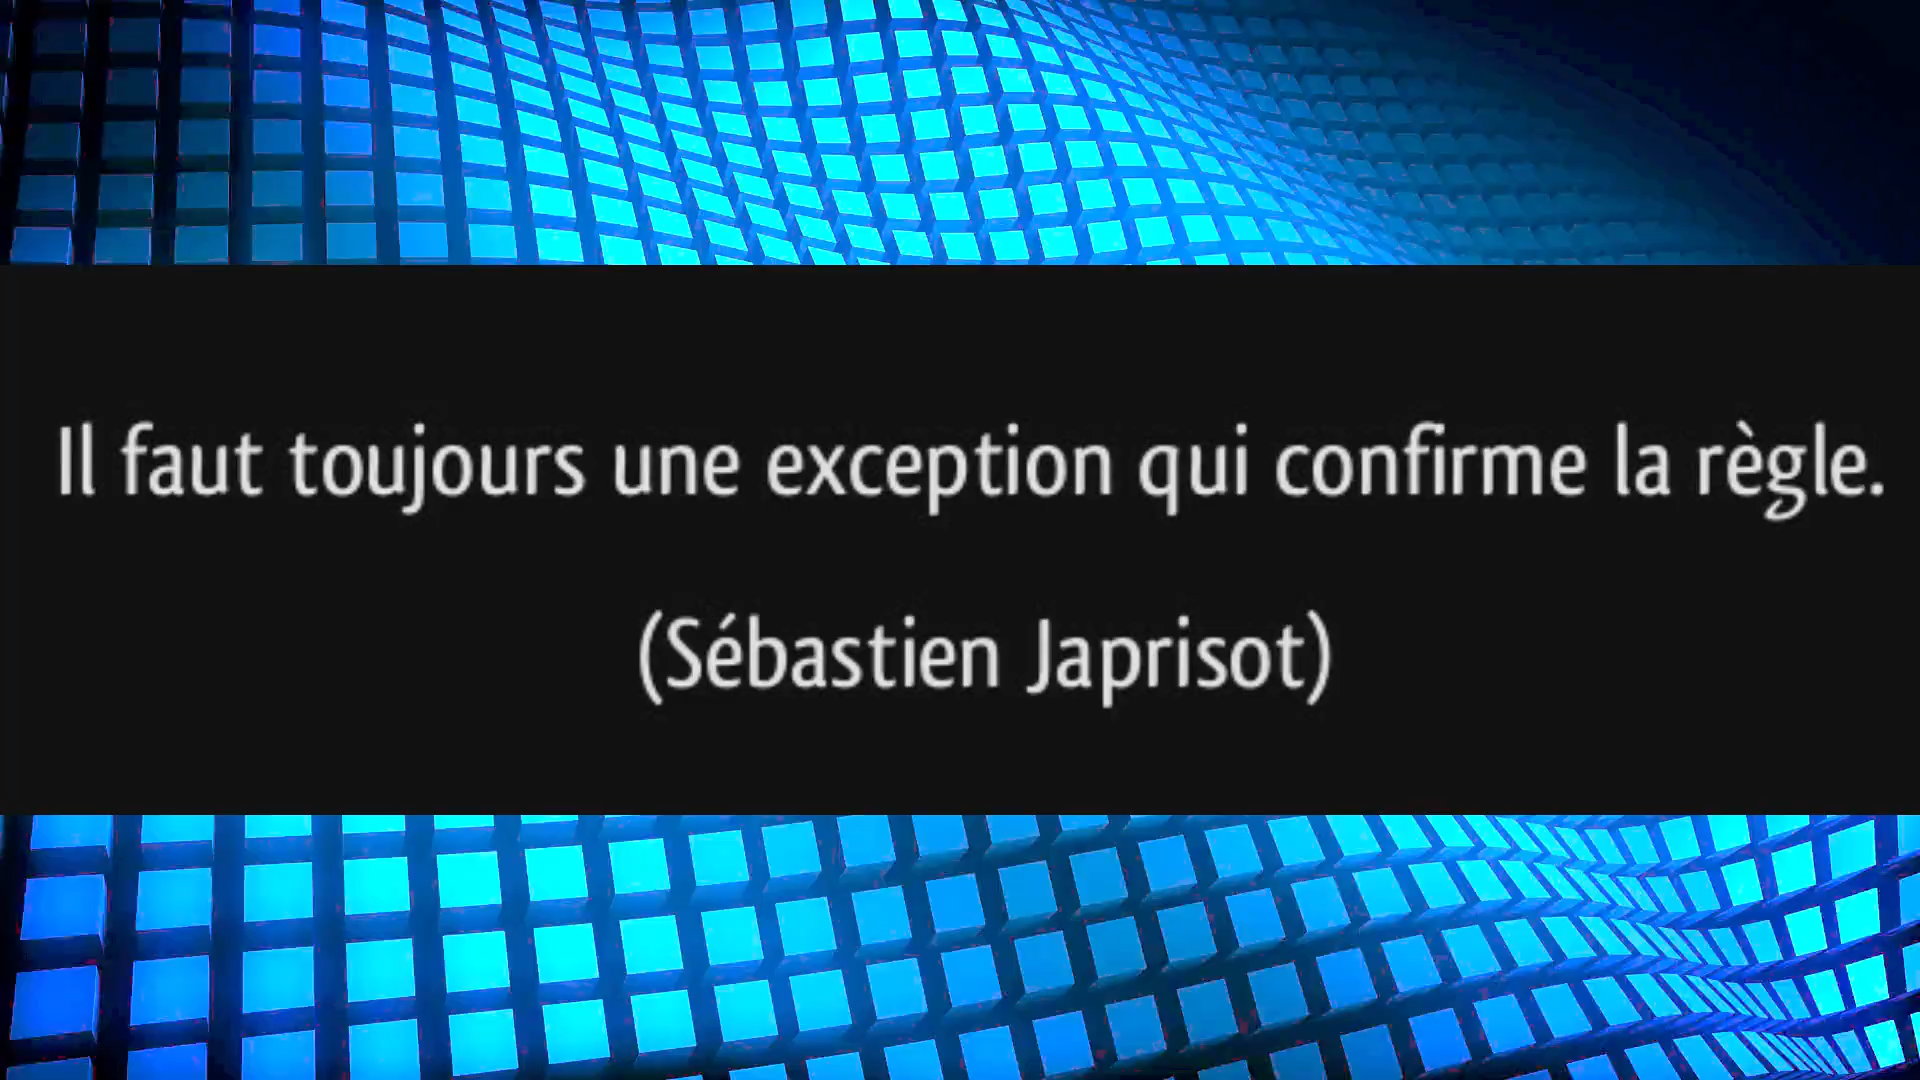 Il faut toujours une exception qui confirme la règle.
(Sébastien Japrisot)